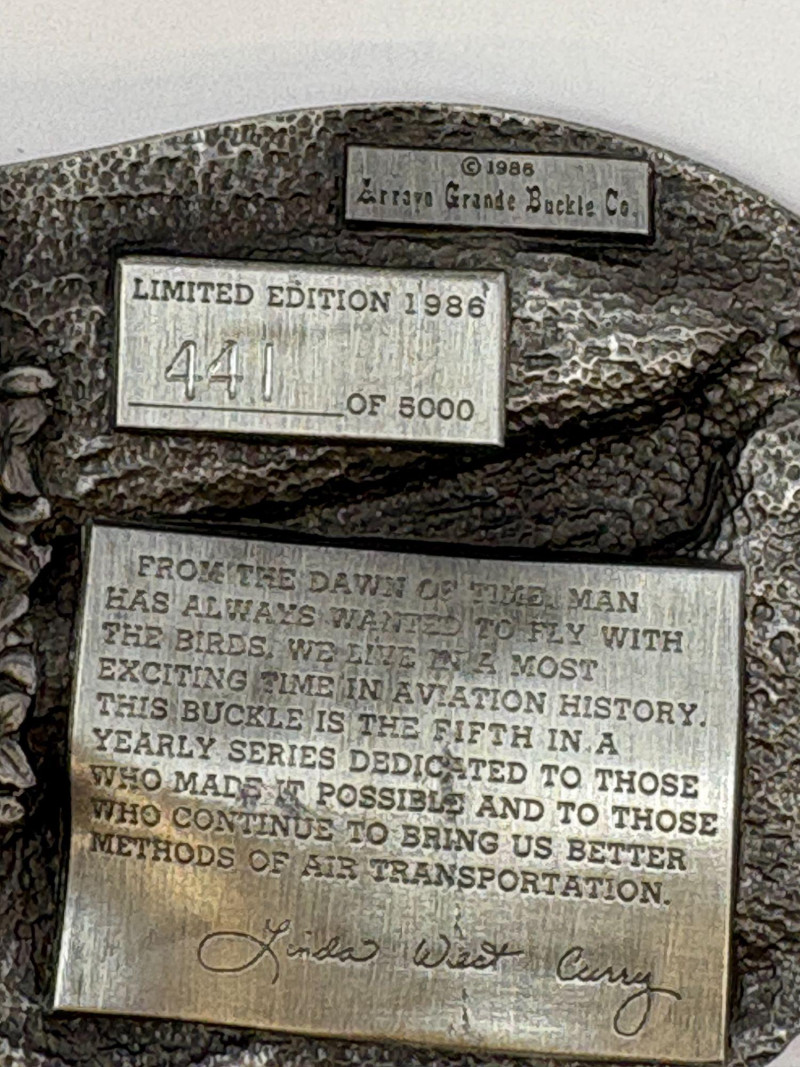 © 1986
Arroyo Grande Buckle Co.
LIMITED EDITION 1986
441
OF 5000
FROM THE DAWN OF TIME, MAN
HAS ALWAYS WANTED TO FLY WITH
THE BIRDS. WE LIVE IN A MOST
EXCITING TIME IN AVIATION HISTORY.
THIS BUCKLE IS THE FIFTH IN A
YEARLY SERIES DEDICATED TO THOSE
WHO MADE IT POSSIBLE AND TO THOSE
WHO CONTINUE TO BRING US BETTER
METHODS OF AIR TRANSPORTATION.
Linda West Curry